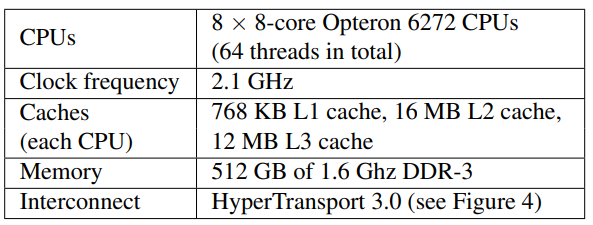 CPUs
8 × 8-core Opteron 6272 CPUs
(64 threads in total)
Clock frequency
2.1 GHz
Caches
(each CPU)
768 KB L1 cache, 16 MB L2 cache,
12 MB L3 cache
Memory
512 GB of 1.6 Ghz DDR-3
Interconnect
HyperTransport 3.0 (see Figure 4)